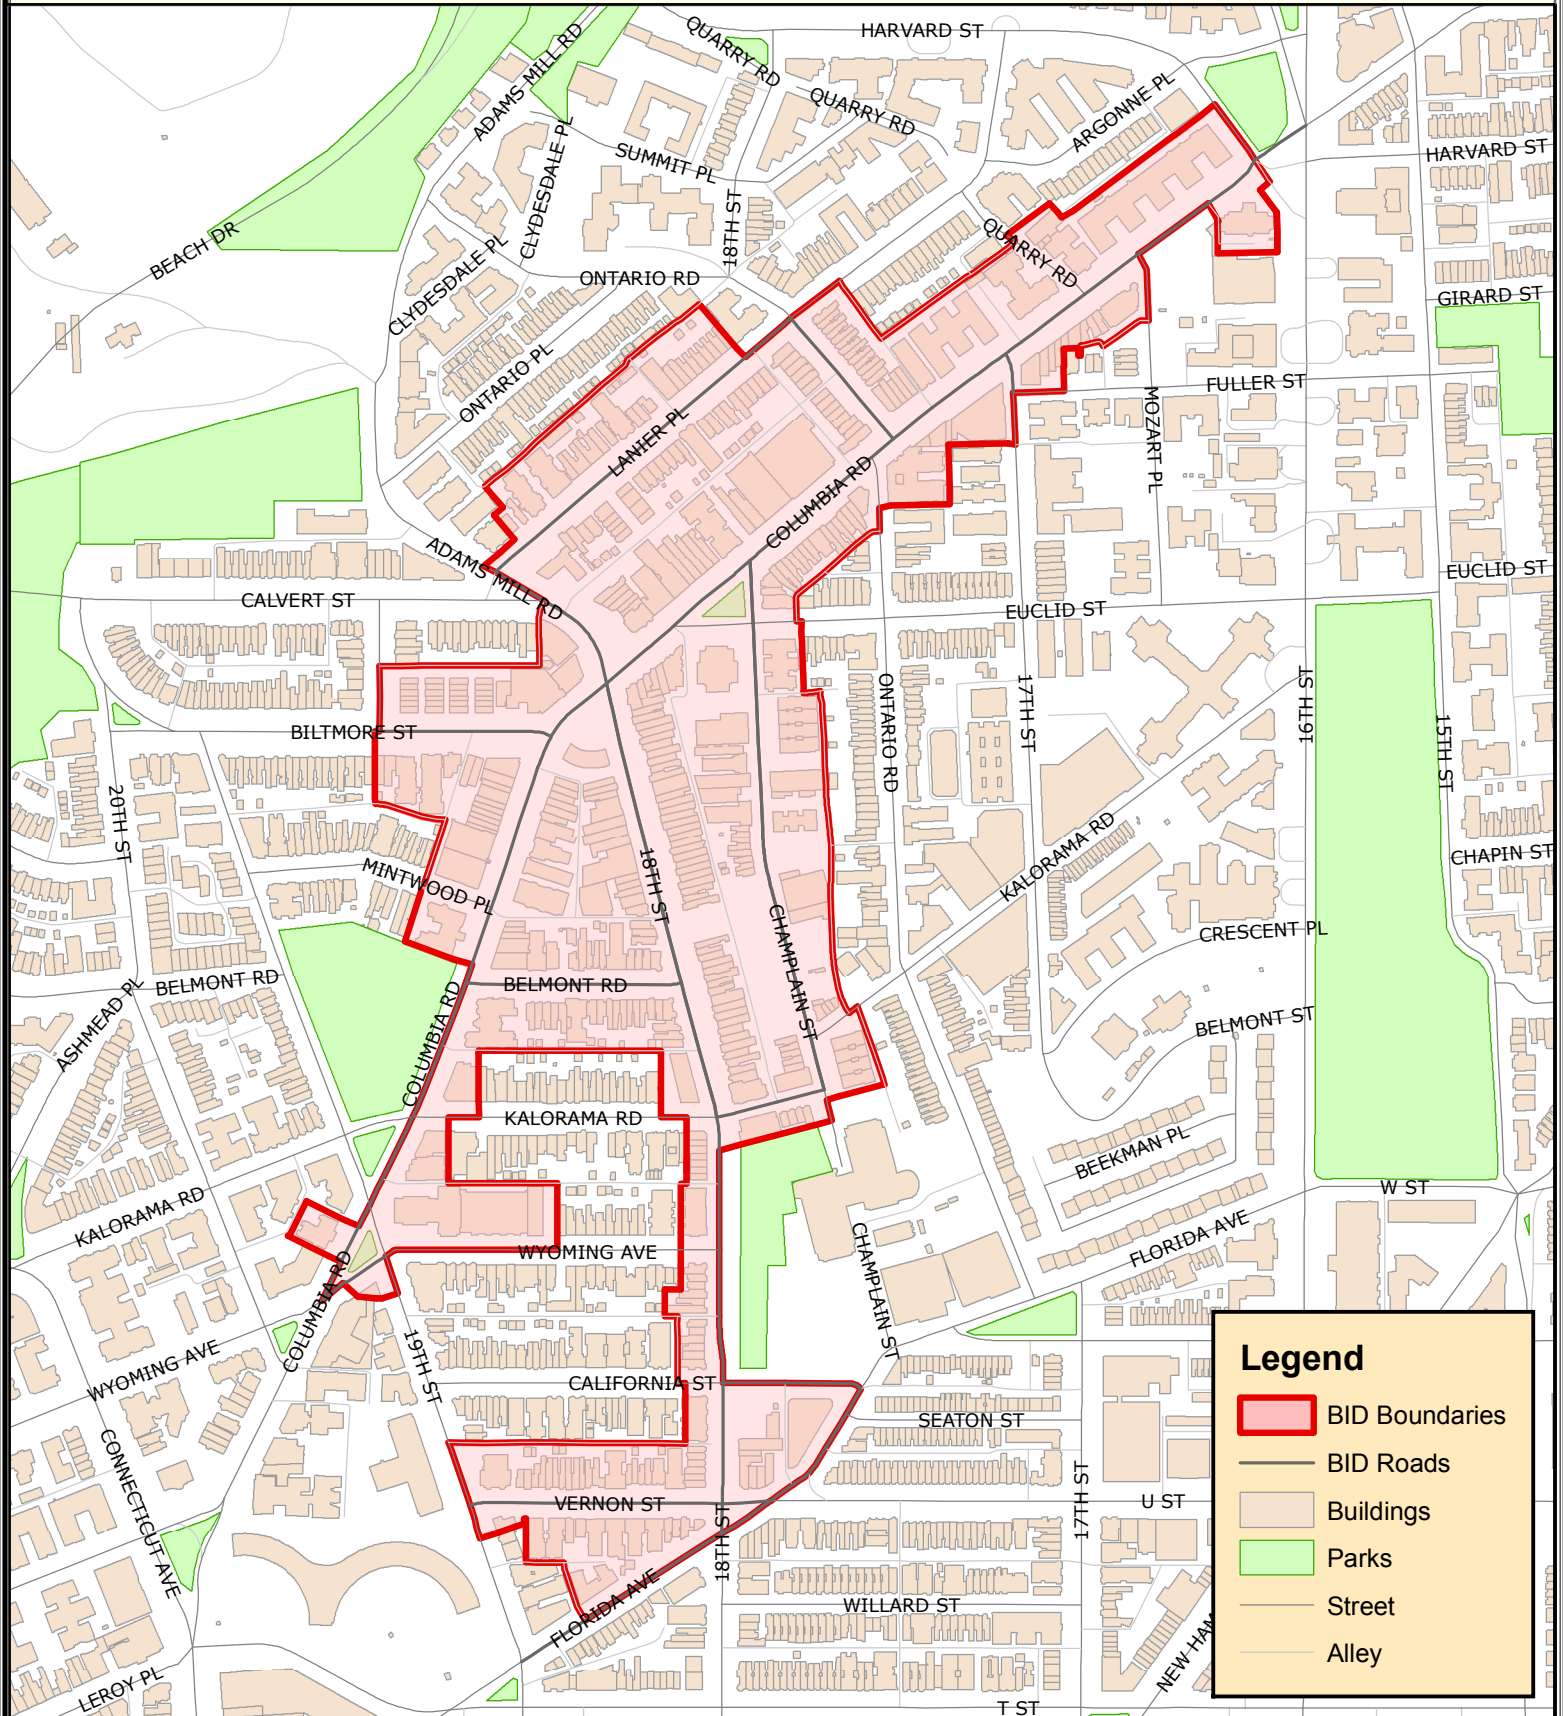 HARVARD ST
QUARRY RD
ADAMS MILL RD
QUARRY RD
ARGONNE PL
CLYDESDALE PL
SUMMIT PL
HARVARD ST
18TH ST
BEACH DR
QUARRY RD
CLYDESDALE PL
ONTARIO RD
GIRARD ST
ONTARIO PL
FULLER ST
LANIER PL
MOZART PL
COLUMBIA RD
ADAMS MILL RD
EUCLID ST
CALVERT ST
EUCLID ST
ONTARIO RD
17TH ST
16TH ST
15TH ST
BILTMORE ST
20TH ST
KALORAMA RD
CHAPIN ST
MINTWOOD PL
18TH ST
CHAMPLAIN ST
CRESCENT PL
BELMONT RD
BELMONT RD
ASHMEAD PL
COLUMBIA RD
BELMONT ST
KALORAMA RD
BEEKMAN PL
W ST
KALORAMA RD
FLORIDA AVE
WYOMING AVE
CHAMPLAIN ST
COLUMBIA RD
WYOMING AVE
19TH ST
CALIFORNIA ST
SEATON ST
CONNECTICUT AVE
VERNON ST
18TH ST
17TH ST
U ST
FLORIDA AVE
WILLARD ST
NEW HAM
LEROY PL
T ST
Legend
BID Boundaries
BID Roads
Buildings
Parks
Street
Alley